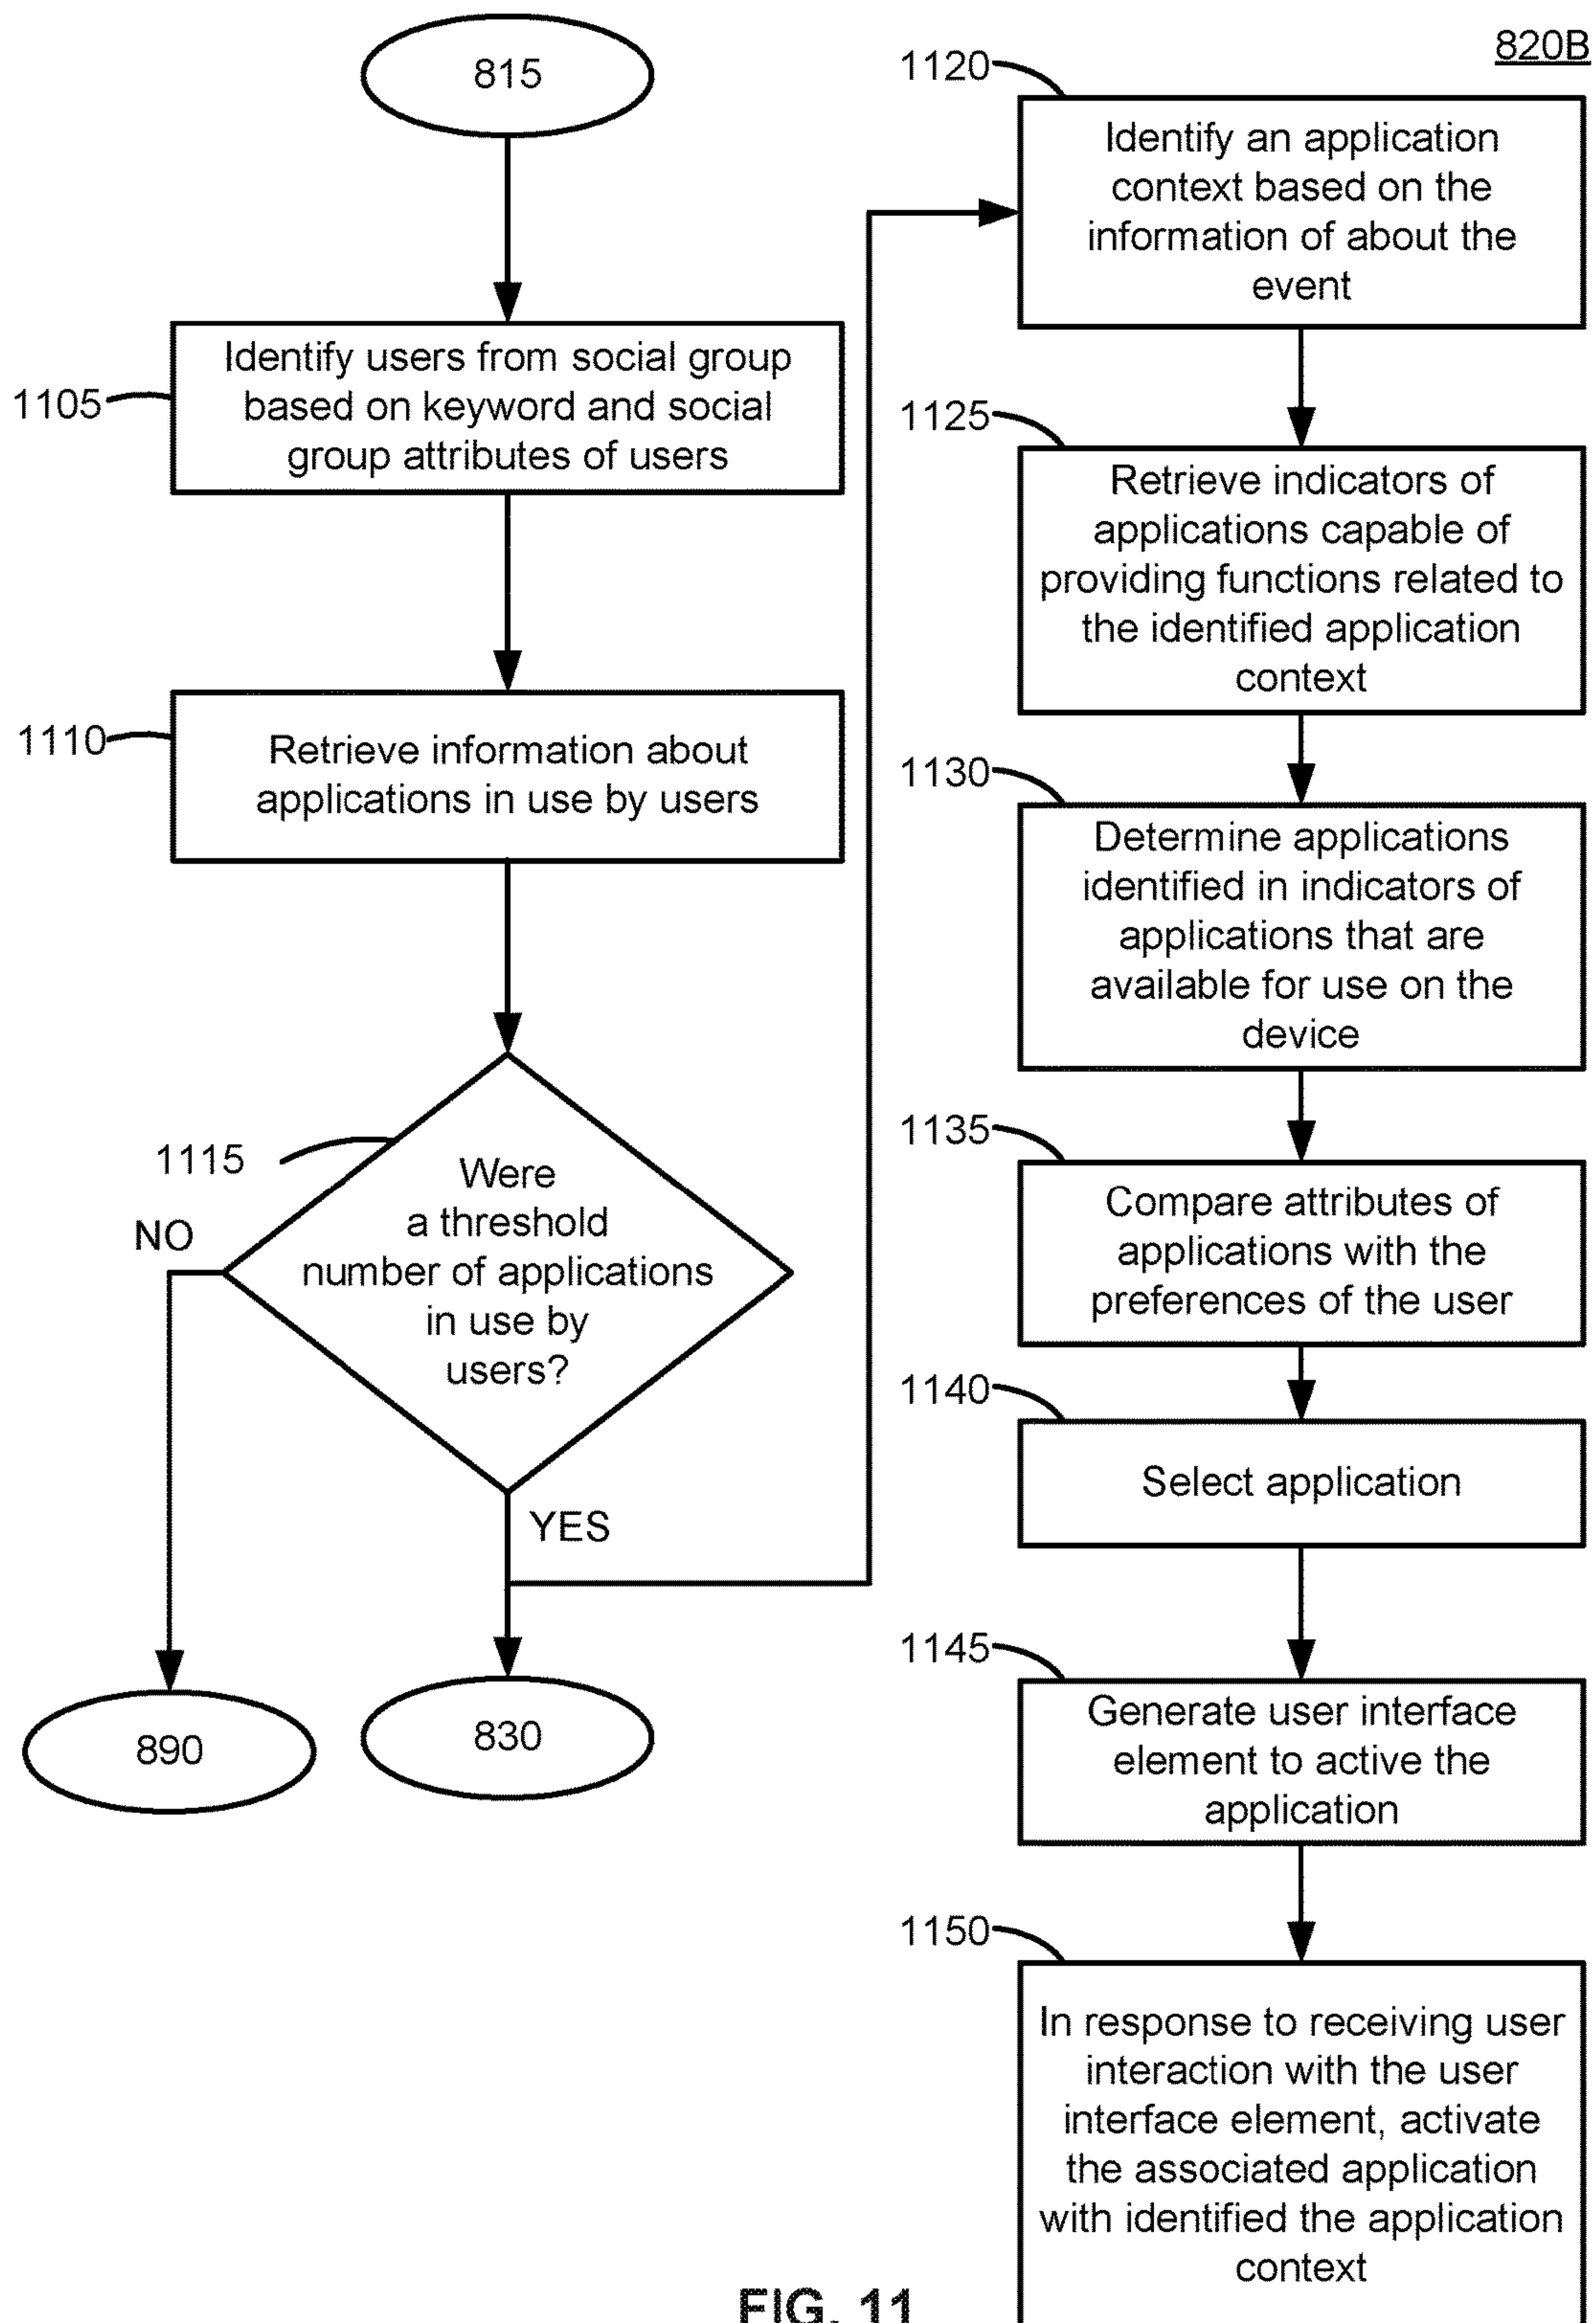 815
1105
Identify users from social group
based on keyword and social
group attributes of users
1110
Retrieve information about
applications in use by users
1115
Were
a threshold
number of applications
in use by
users?
NO
YES
890
830
820B
1120
Identify an application
context based on the
information of about the
event
1125
Retrieve indicators of
applications capable of
providing functions related to
the identified application
context
1130
Determine applications
identified in indicators of
applications that are
available for use on the
device
1135
Compare attributes of
applications with the
preferences of the user
1140
Select application
1145
Generate user interface
element to active the
application
1150
In response to receiving user
interaction with the user
interface element, activate
the associated application
with identified the application
context
FIG. 11